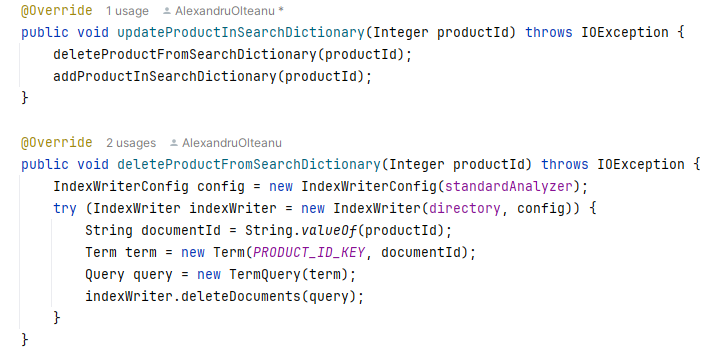 @Override 1 usage AlexandruOlteanu *
public void updateProductInSearchDictionary(Integer productId) throws IOException {
deleteProductFromSearchDictionary(productId);
addProductInSearchDictionary(productId);
}
@Override 2 usages AlexandruOlteanu
public void deleteProductFromSearchDictionary(Integer productId) throws IOException {
IndexWriterConfig config = new IndexWriterConfig(standardAnalyzer);
try (IndexWriter indexWriter = new IndexWriter(directory, config)) {
String documentId = String.valueOf(productId);
Term term = new Term(PRODUCT_ID_KEY, documentId);
Query query = new TermQuery(term);
indexWriter.deleteDocuments(query);
}
}